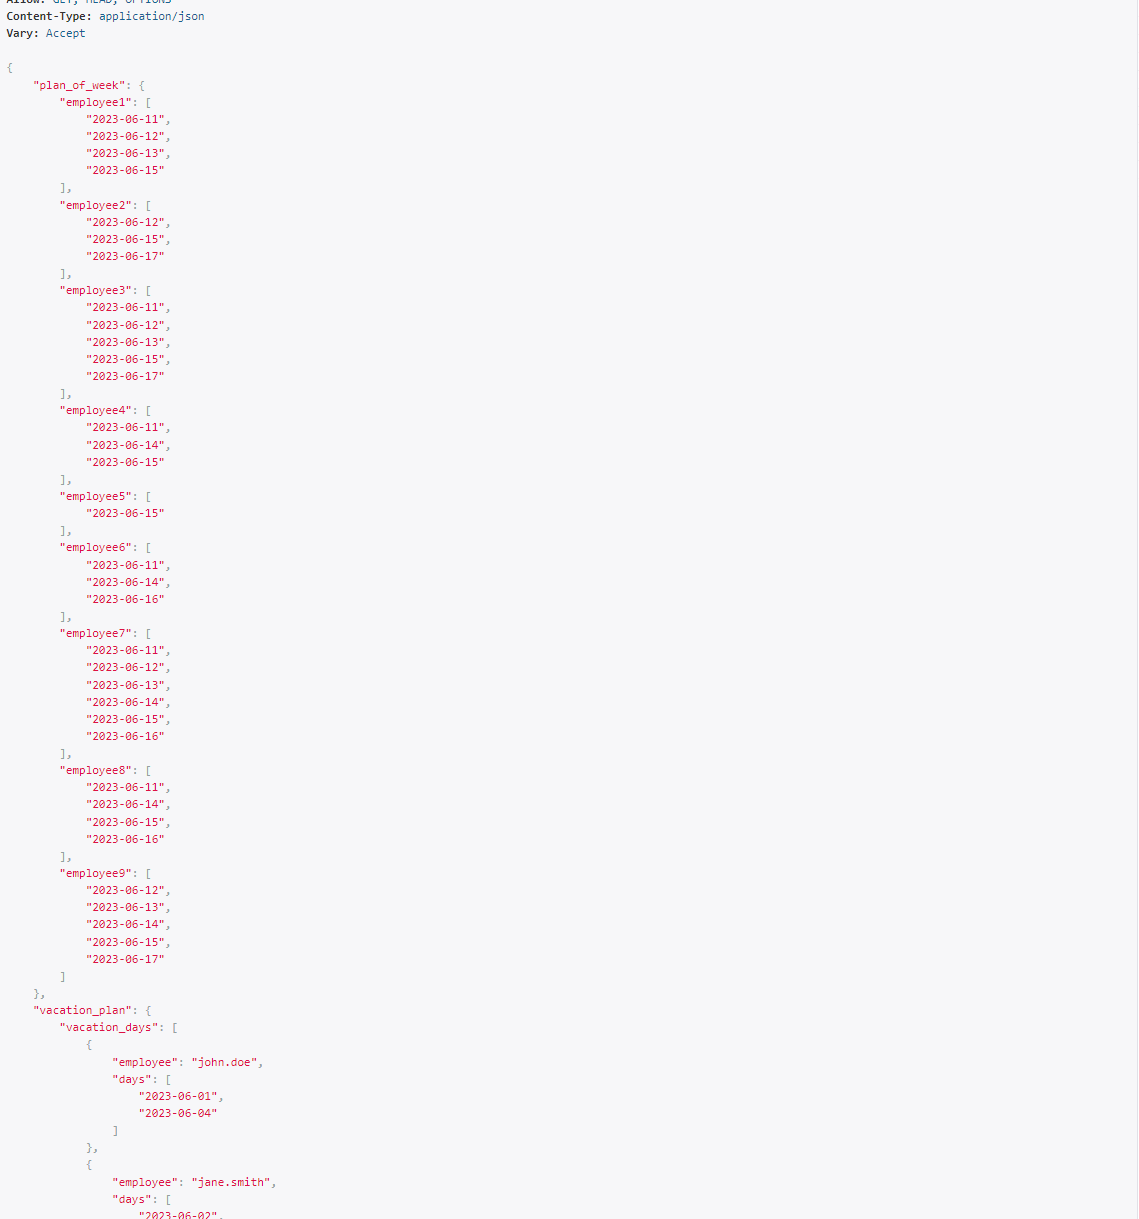 Allow: GET, HEAD, OPTIONS
Content-Type: application/json
Vary: Accept
{
"plan_of_week": {
"employee1": [
"2023-06-11",
"2023-06-12",
"2023-06-13",
"2023-06-15"
],
"employee2": [
"2023-06-12",
"2023-06-15",
"2023-06-17"
],
"employee3": [
"2023-06-11",
"2023-06-12",
"2023-06-13",
"2023-06-15",
"2023-06-17"
],
"employee4": [
"2023-06-11",
"2023-06-14",
"2023-06-15"
],
"employee5": [
"2023-06-15"
],
"employee6": [
"2023-06-11",
"2023-06-14",
"2023-06-16"
],
"employee7": [
"2023-06-11",
"2023-06-12",
"2023-06-13",
"2023-06-14",
"2023-06-15",
"2023-06-16"
],
"employee8": [
"2023-06-11",
"2023-06-14",
"2023-06-15",
"2023-06-16"
],
"employee9": [
"2023-06-12",
"2023-06-13",
"2023-06-14",
"2023-06-15",
"2023-06-17"
]
},
"vacation_plan": {
"vacation_days": [
{
"employee": "john.doe",
"days": [
"2023-06-01",
"2023-06-04"
]
},
{
"employee": "jane.smith",
"days": [
"2023-06-02",